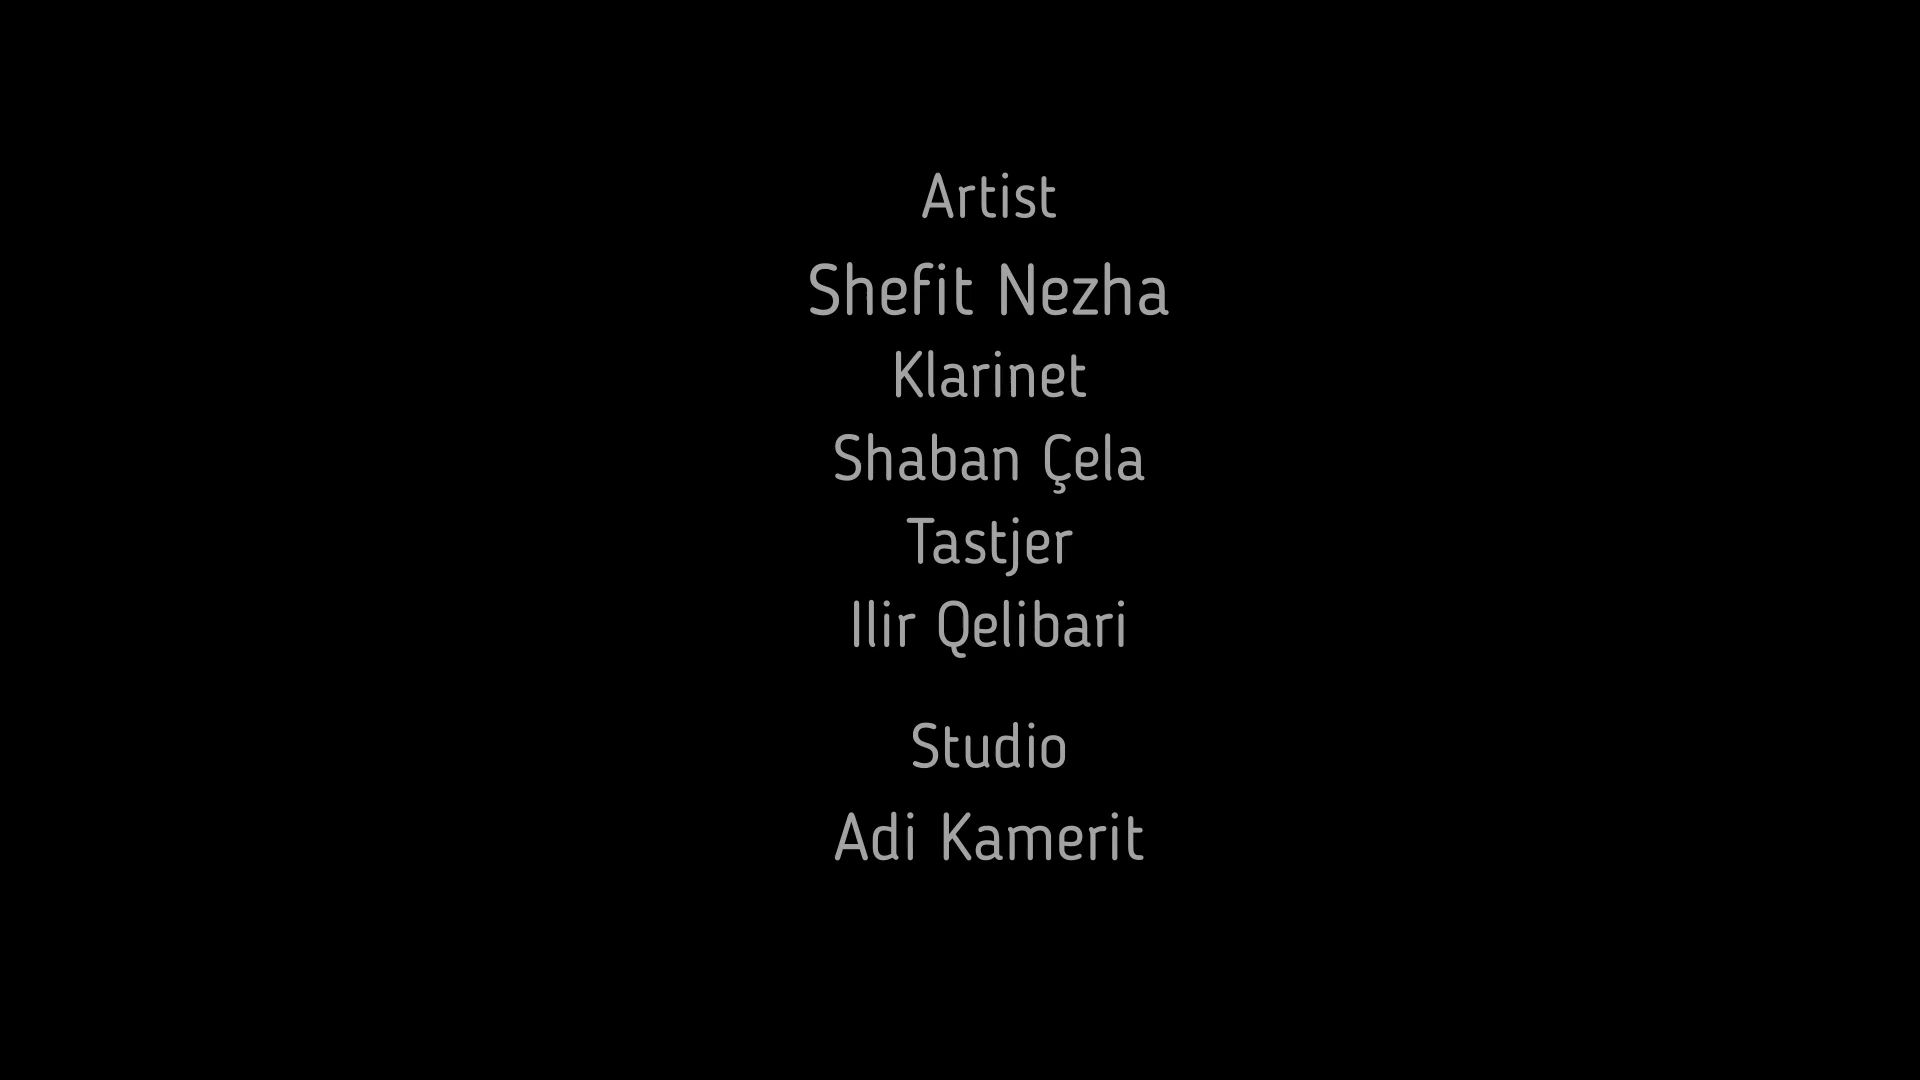 Artist
Shefit Nezha
Klarinet
Shaban Çela
Tastjer
Ilir Qelibari
Studio
Adi Kamerit